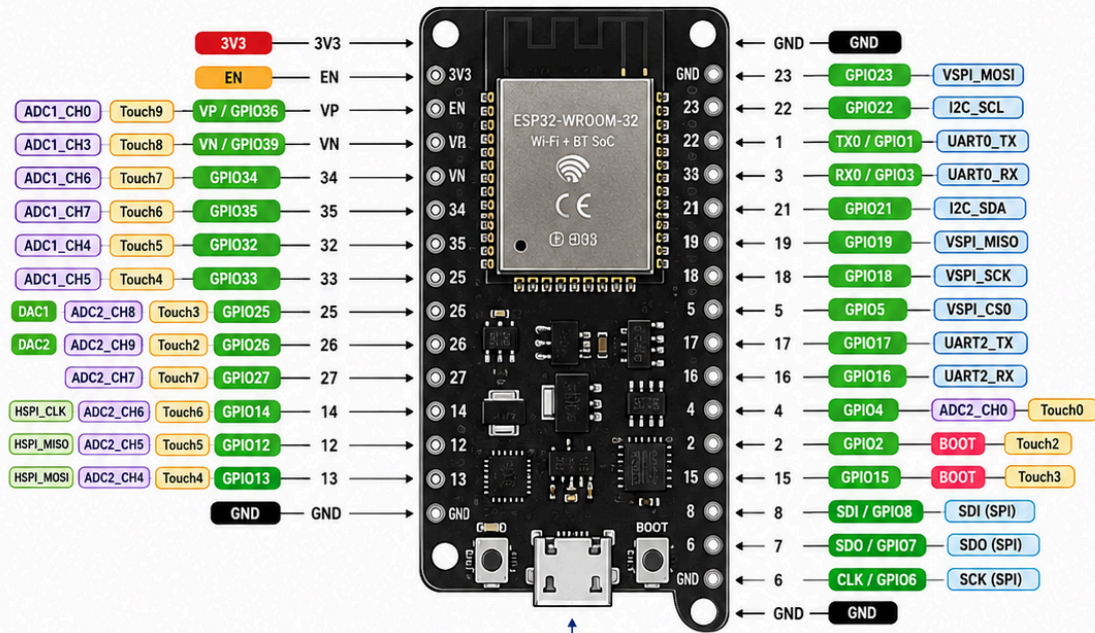 3V3 3V3
EN EN
ADC1_CH0 Touch9 VP / GPIO36 VP
ADC1_CH3 Touch8 VN / GPIO39 VN
ADC1_CH6 Touch7 GPIO34 34
ADC1_CH7 Touch6 GPIO35 35
ADC1_CH4 Touch5 GPIO32 32
ADC1_CH5 Touch4 GPIO33 33
DAC1 ADC2_CH8 Touch3 GPIO25 25
DAC2 ADC2_CH9 Touch2 GPIO26 26
ADC2_CH7 Touch7 GPIO27 27
HSPI_CLK ADC2_CH6 Touch6 GPIO14 14
HSPI_MISO ADC2_CH5 Touch5 GPIO12 12
HSPI_MOSI ADC2_CH4 Touch4 GPIO13 13
GND GND
3V3
EN
VP
VN
34
35
25
26
26
27
14
12
13
GND
ESP32-WROOM-32
Wi-Fi + BT SoC
CE
BOOT
GND
23
22
33
21
19
18
5
17
16
4
2
15
8
6
GND
GND GND
23 GPIO23 VSPI_MOSI
22 GPIO22 I2C_SCL
1 TX0 / GPIO1 UART0_TX
3 RX0 / GPIO3 UART0_RX
21 GPIO21 I2C_SDA
19 GPIO19 VSPI_MISO
18 GPIO18 VSPI_SCK
5 GPIO5 VSPI_CS0
17 GPIO17 UART2_TX
16 GPIO16 UART2_RX
4 GPIO4 ADC2_CH0 Touch0
2 GPIO2 BOOT Touch2
15 GPIO15 BOOT Touch3
8 SDI / GPIO8 SDI (SPI)
7 SDO / GPIO7 SDO (SPI)
6 CLK / GPIO6 SCK (SPI)
GND GND